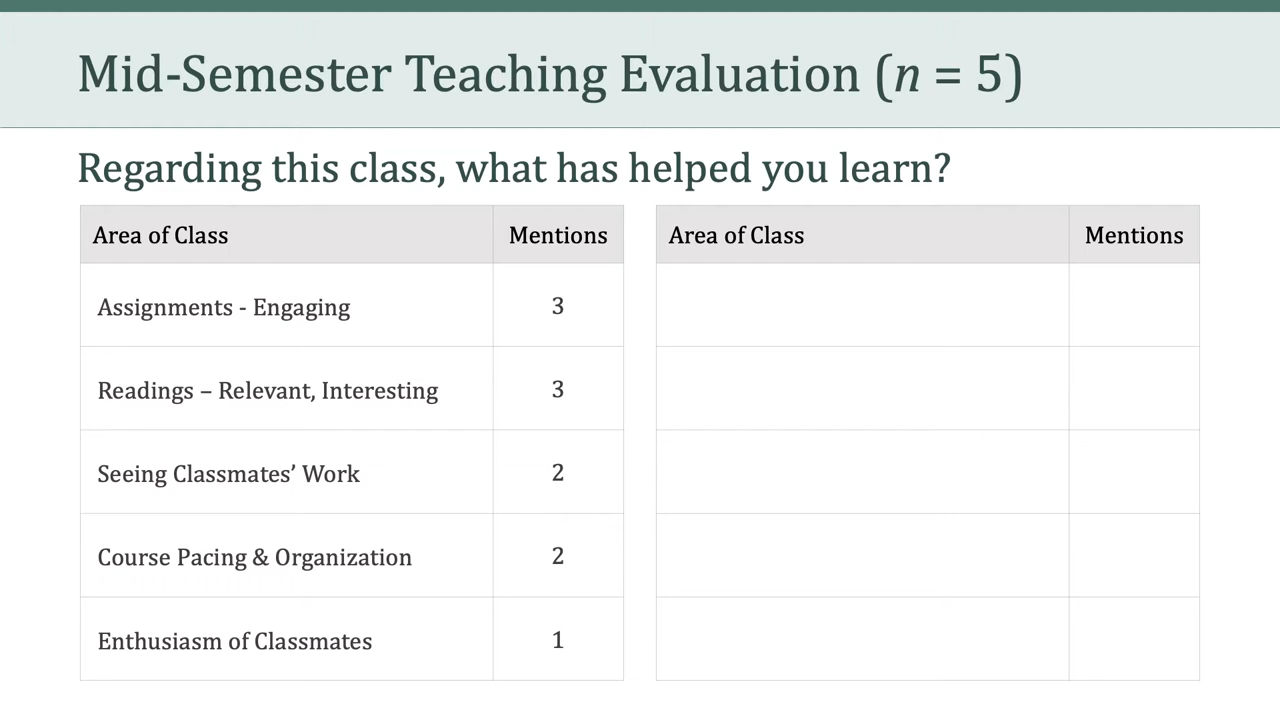 Mid-Semester Teaching Evaluation (n = 5)
Regarding this class, what has helped you learn?
Area of Class Mentions
Assignments - Engaging 3
Readings – Relevant, Interesting 3
Seeing Classmates’ Work 2
Course Pacing & Organization 2
Enthusiasm of Classmates 1
Area of Class Mentions